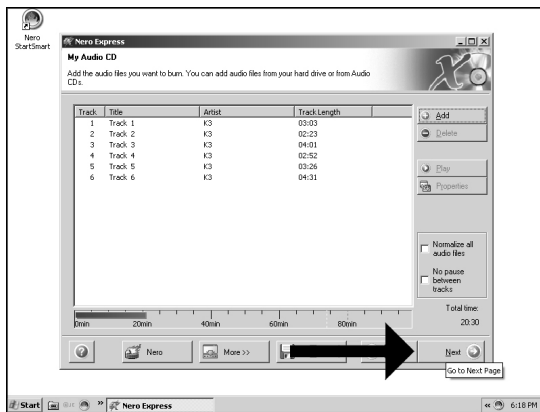 Nero
StartSmart
Nero Express
My Audio CD
Add the audio files you want to burn. You can add audio files from your hard drive or from Audio
CDs.
Track Title Artist Track Length
1 Track 1 K3 03:03
2 Track 2 K3 02:23
3 Track 3 K3 04:01
4 Track 4 K3 02:52
5 Track 5 K3 03:26
6 Track 6 K3 04:31
Add
Delete
Play
Properties
Normalize all
audio files
No pause
between
tracks
Total time:
20:30
0min 20min 40min 60min 80min
Nero More >> Next
Go to Next Page
Start » Nero Express « 6:18 PM